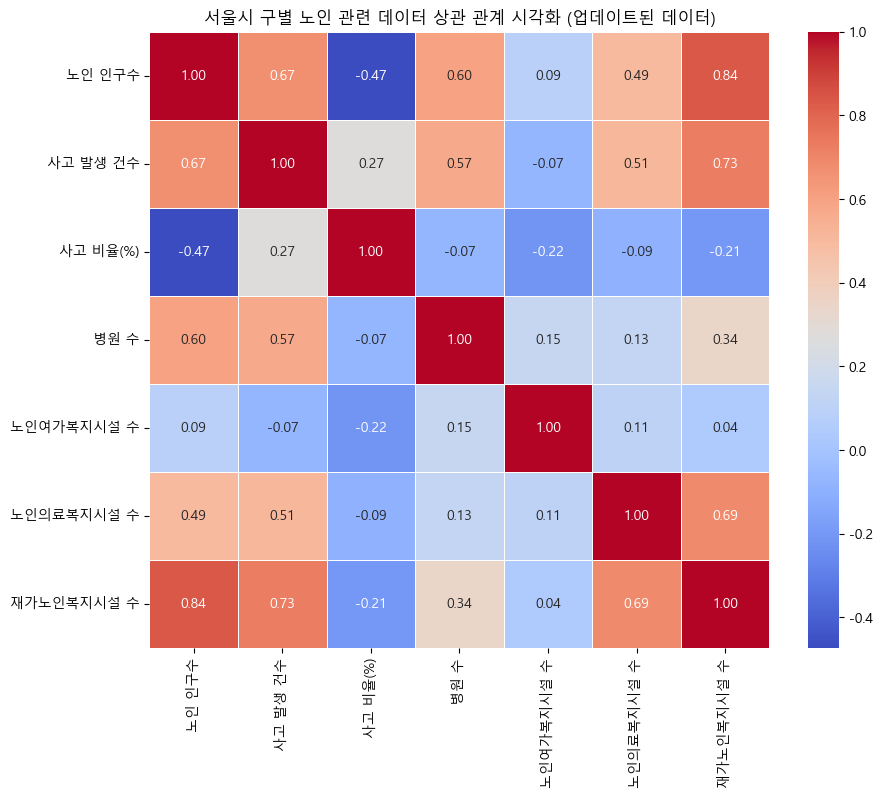 서울시 구별 노인 관련 데이터 상관 관계 시각화 (업데이트된 데이터)
노인 인구수 1.00 0.67 -0.47 0.60 0.09 0.49 0.84
사고 발생 건수 0.67 1.00 0.27 0.57 -0.07 0.51 0.73
사고 비율(%) -0.47 0.27 1.00 -0.07 -0.22 -0.09 -0.21
병원 수 0.60 0.57 -0.07 1.00 0.15 0.13 0.34
노인여가복지시설 수 0.09 -0.07 -0.22 0.15 1.00 0.11 0.04
노인의료복지시설 수 0.49 0.51 -0.09 0.13 0.11 1.00 0.69
재가노인복지시설 수 0.84 0.73 -0.21 0.34 0.04 0.69 1.00
노인 인구수
사고 발생 건수
사고 비율(%)
병원 수
노인여가복지시설 수
노인의료복지시설 수
재가노인복지시설 수
1.0
0.8
0.6
0.4
0.2
0.0
-0.2
-0.4